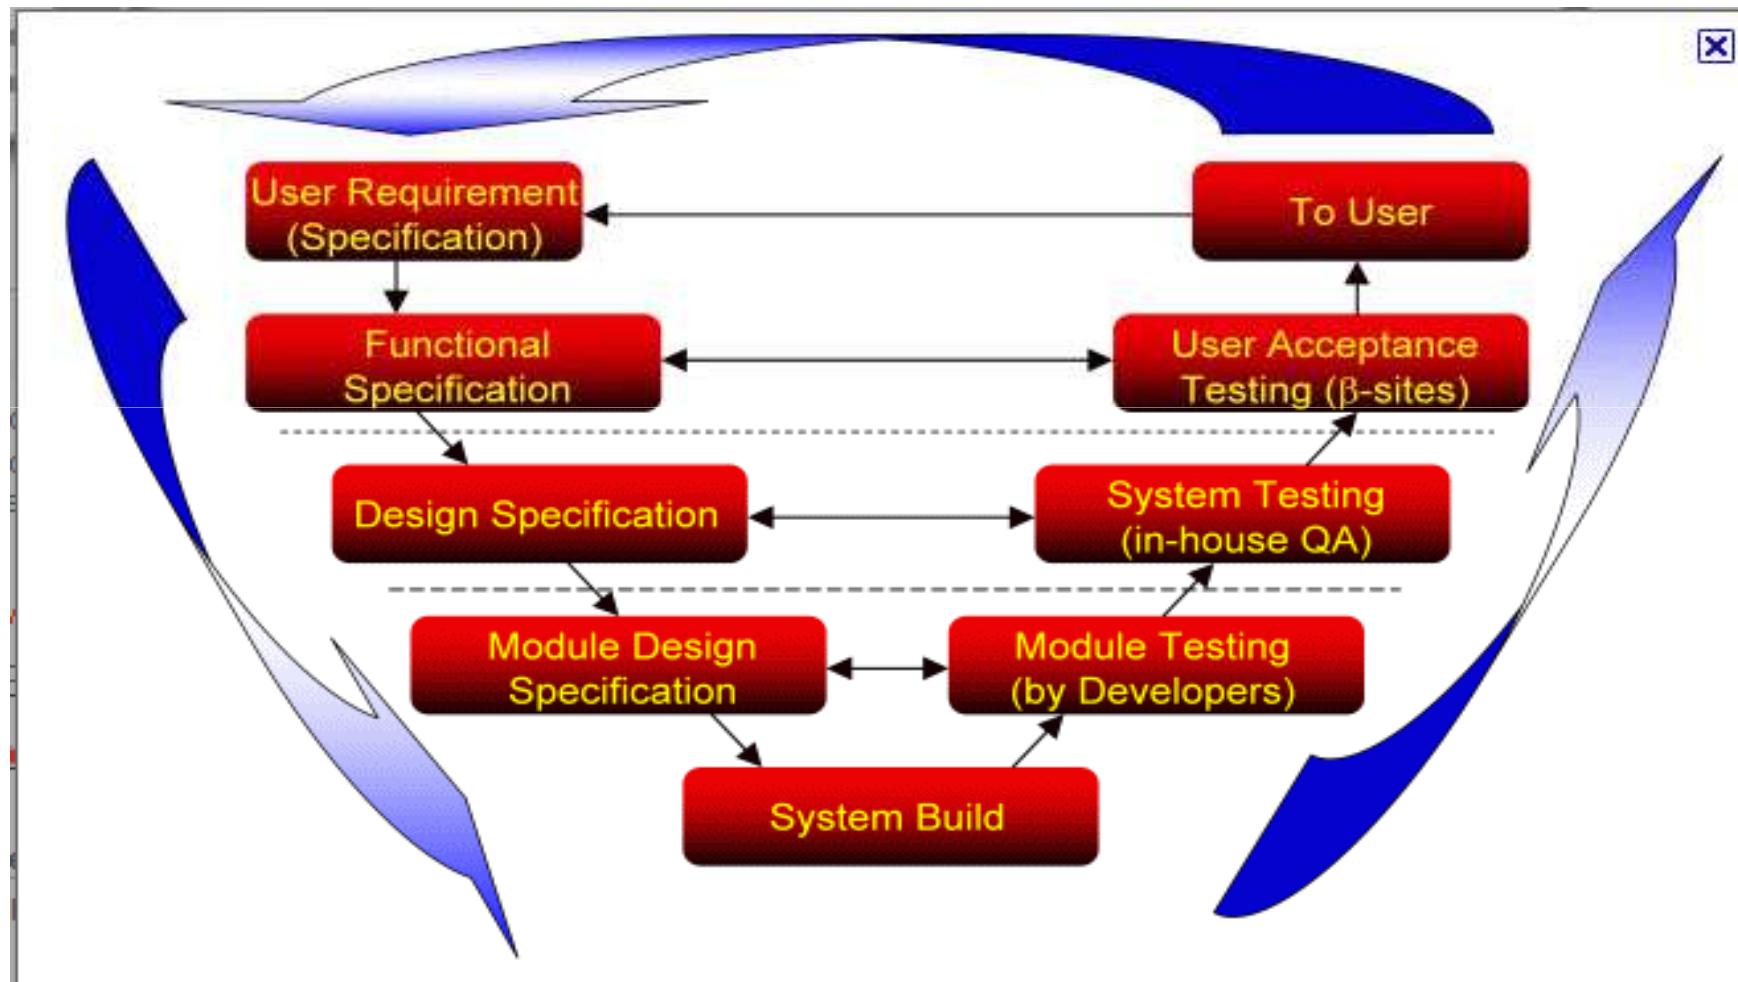 User Requirement
(Specification)
To User
Functional
Specification
User Acceptance
Testing (β-sites)
Design Specification
System Testing
(in-house QA)
Module Design
Specification
Module Testing
(by Developers)
System Build